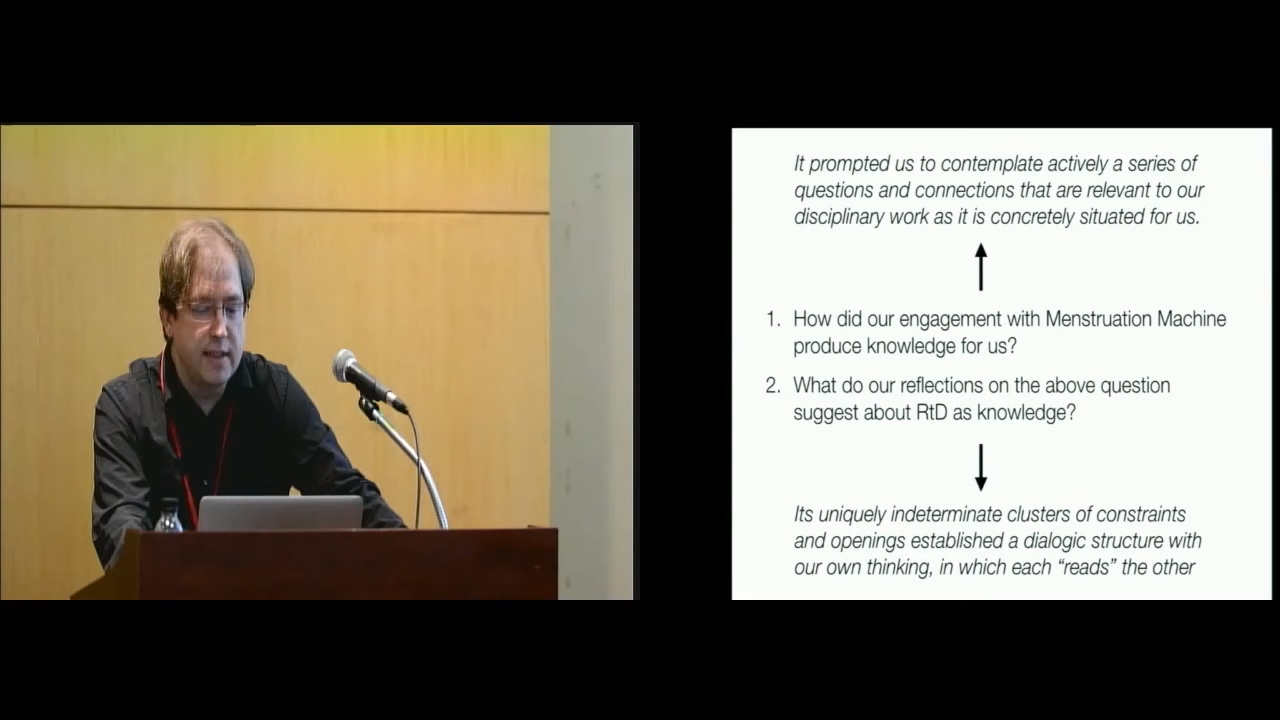 It prompted us to contemplate actively a series of
questions and connections that are relevant to our
disciplinary work as it is concretely situated for us.
1. How did our engagement with Menstruation Machine
produce knowledge for us?
2. What do our reflections on the above question
suggest about RtD as knowledge?
Its uniquely indeterminate clusters of constraints
and openings established a dialogic structure with
our own thinking, in which each “reads” the other